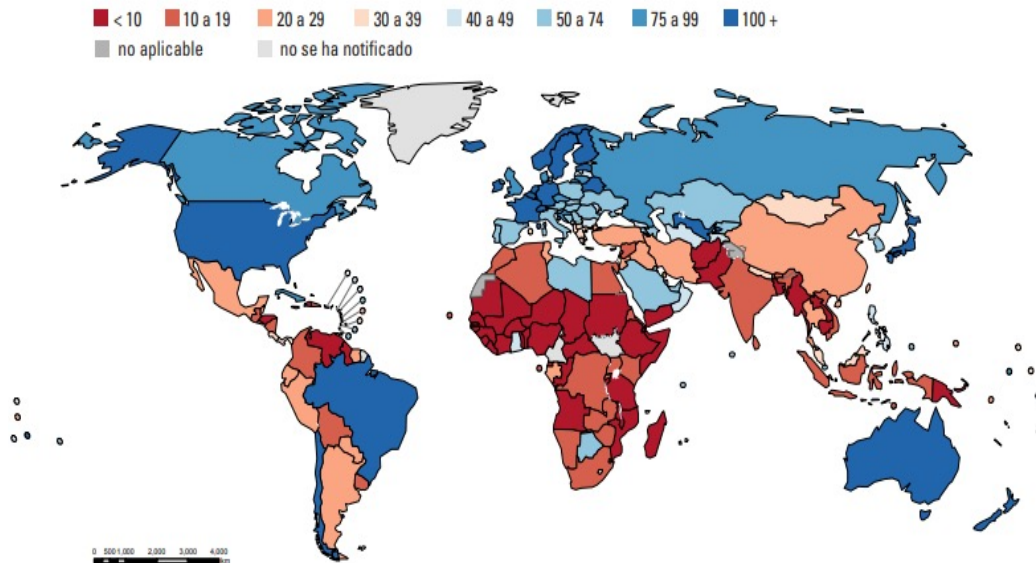 < 10 10 a 19 20 a 29 30 a 39 40 a 49 50 a 74 75 a 99 100 +
no aplicable no se ha notificado
0 500 1,000 2,000 3,000 4,000
km